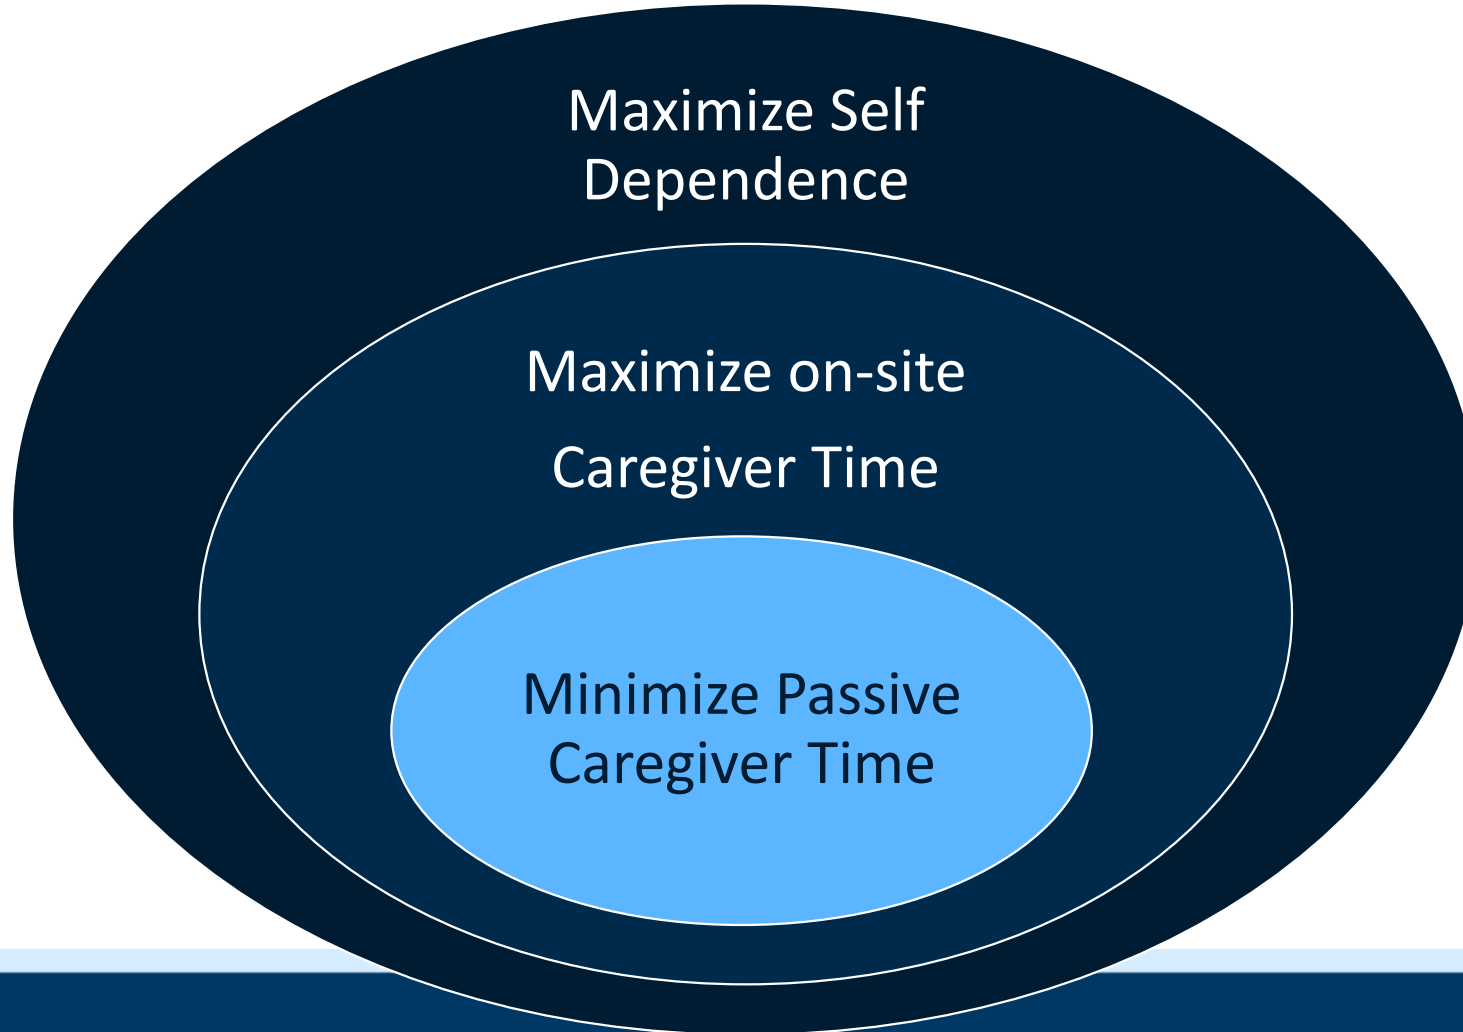 Maximize Self
Dependence
Maximize on-site
Caregiver Time
Minimize Passive
Caregiver Time